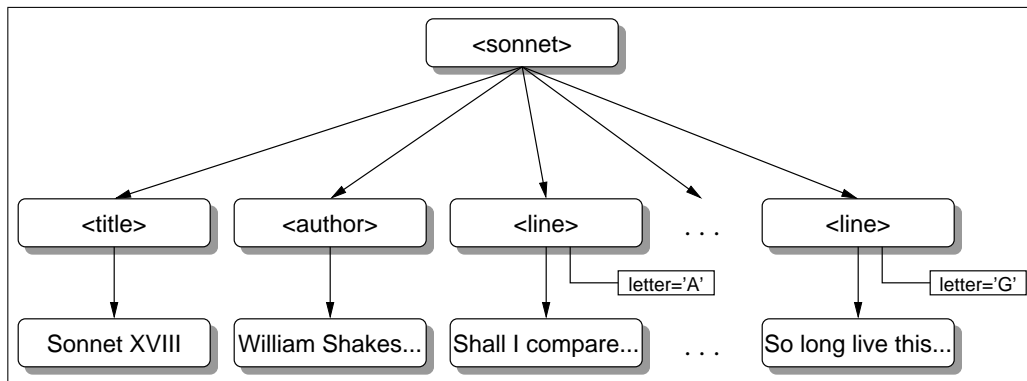 <sonnet>
<title> <author> <line> . . . <line>
letter='A' letter='G'
Sonnet XVIII William Shakes... Shall I compare... . . . So long live this...